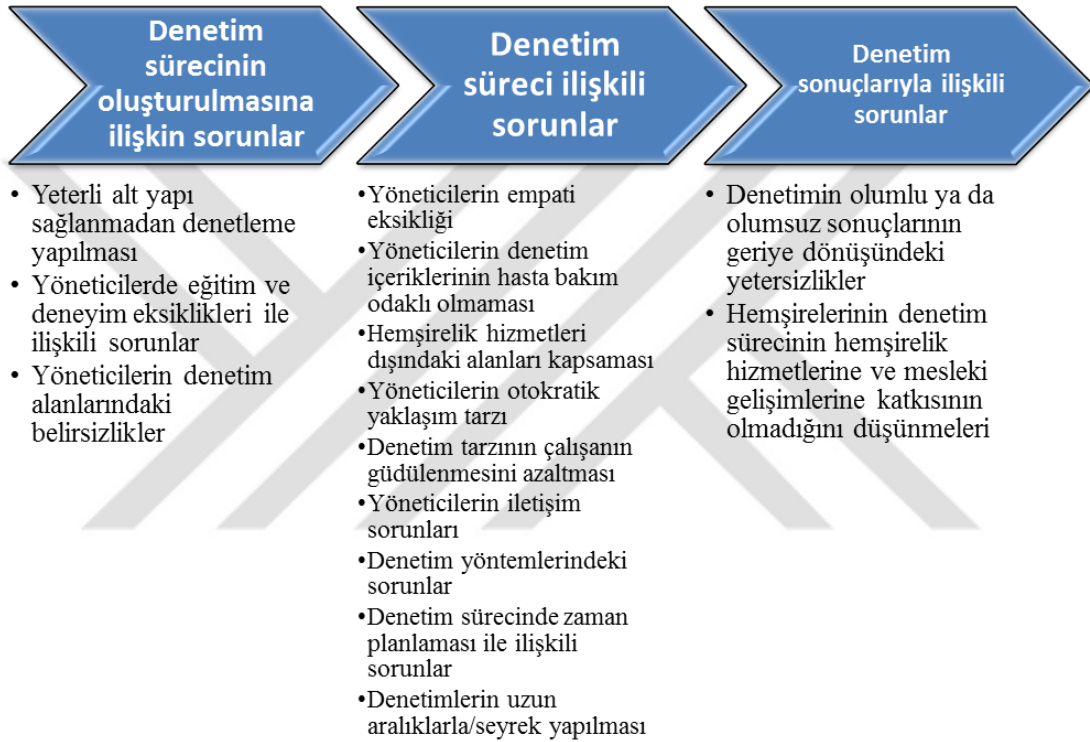 Denetim
sürecinin
oluşturulmasına
ilişkin sorunlar
• Yeterli alt yapı
sağlanmadan denetleme
yapılması
• Yöneticilerde eğitim ve
deneyim eksiklikleri ile
ilişkili sorunlar
• Yöneticilerin denetim
alanlarındaki
belirsizlikler
Denetim
süreci ilişkili
sorunlar
•Yöneticilerin empati
eksikliği
•Yöneticilerin denetim
içeriklerinin hasta bakım
odaklı olmaması
•Hemşirelik hizmetleri
dışındaki alanları kapsaması
•Yöneticilerin otokratik
yaklaşım tarzı
•Denetim tarzının çalışanın
güdülenmesini azaltması
•Yöneticilerin iletişim
sorunları
•Denetim yöntemlerindeki
sorunlar
•Denetim sürecinde zaman
planlaması ile ilişkili
sorunlar
•Denetimlerin uzun
aralıklarla/seyrek yapılması
Denetim
sonuçlarıyla ilişkili
sorunlar
• Denetimin olumlu ya da
olumsuz sonuçlarının
geriye dönüşündeki
yetersizlikler
• Hemşirelerinin denetim
sürecinin hemşirelik
hizmetlerine ve mesleki
gelişimlerine katkısının
olmadığını düşünmeleri